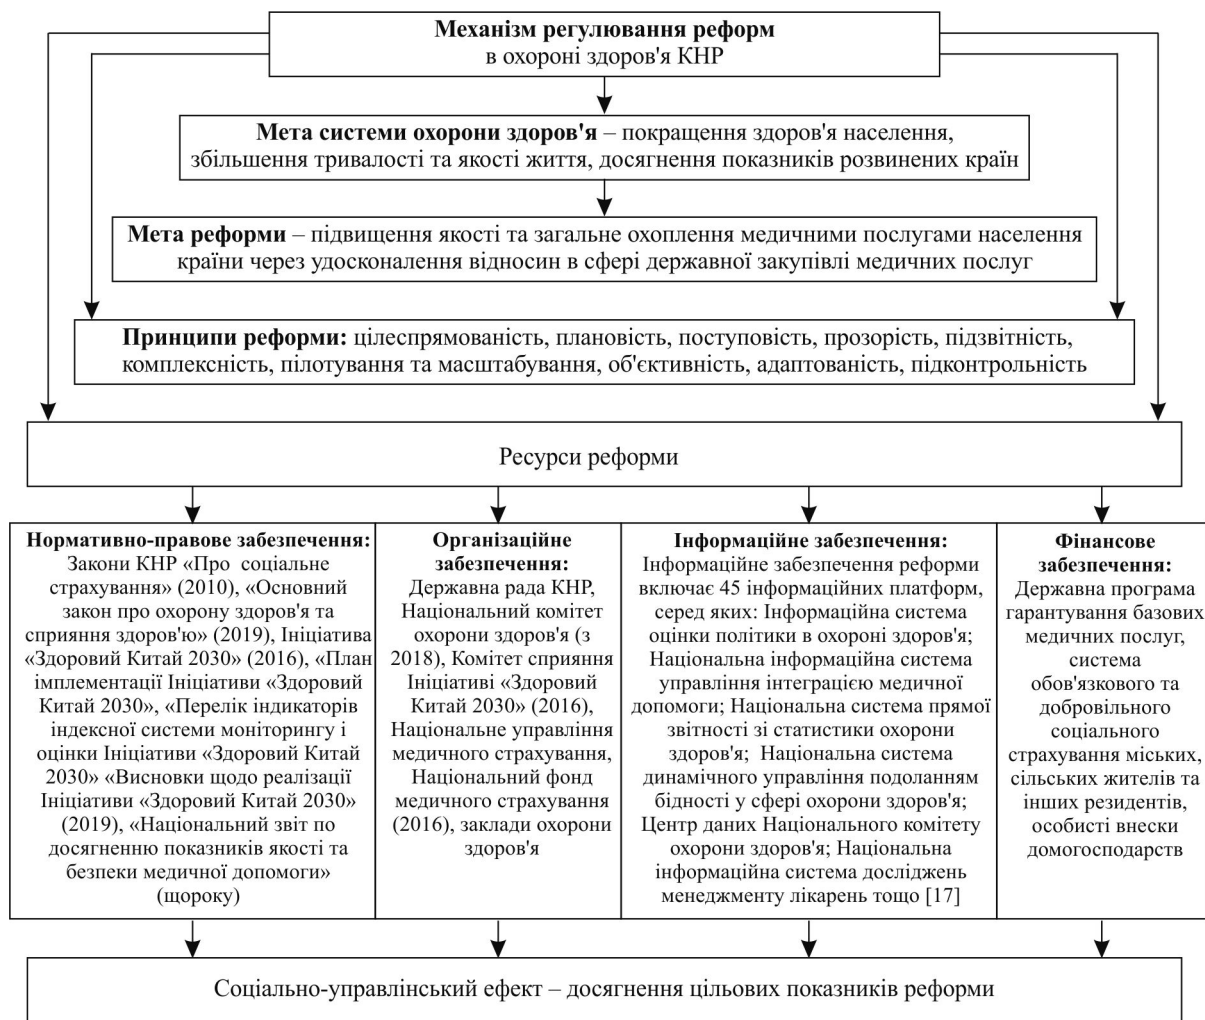 Механізм регулювання реформ
в охороні здоров'я КНР
Мета системи охорони здоров'я – покращення здоров'я населення,
збільшення тривалості та якості життя, досягнення показників розвинених країн
Мета реформи – підвищення якості та загальне охоплення медичними послугами населення
країни через удосконалення відносин в сфері державної закупівлі медичних послуг
Принципи реформи: цілеспрямованість, плановість, поступовість, прозорість, підзвітність,
комплексність, пілотування та масштабування, об'єктивність, адаптованість, підконтрольність
Ресурси реформи
Нормативно-правове забезпечення:
Закони КНР «Про соціальне
страхування» (2010), «Основний
закон про охорону здоров'я та
сприяння здоров'ю» (2019), Ініціатива
«Здоровий Китай 2030» (2016), «План
імплементації Ініціативи «Здоровий
Китай 2030», «Перелік індикаторів
індексної системи моніторингу і
оцінки Ініціативи «Здоровий Китай
2030» «Висновки щодо реалізації
Ініціативи «Здоровий Китай 2030»
(2019), «Національний звіт по
досягненню показників якості та
безпеки медичної допомоги»
(щороку)
Організаційне
забезпечення:
Державна рада КНР,
Національний комітет
охорони здоров'я (з
2018), Комітет сприяння
Ініціативі «Здоровий
Китай 2030» (2016),
Національне управління
медичного страхування,
Національний фонд
медичного страхування
(2016), заклади охорони
здоров'я
Інформаційне забезпечення:
Інформаційне забезпечення реформи
включає 45 інформаційних платформ,
серед яких: Інформаційна система
оцінки політики в охороні здоров'я;
Національна інформаційна система
управління інтеграцією медичної
допомоги; Національна система прямої
звітності зі статистики охорони
здоров'я; Національна система
динамічного управління подоланням
бідності у сфері охорони здоров'я;
Центр даних Національного комітету
охорони здоров'я; Національна
інформаційна система досліджень
менеджменту лікарень тощо [17]
Фінансове
забезпечення:
Державна програма
гарантування базових
медичних послуг,
система
обов'язкового та
добровільного
соціального
страхування міських,
сільських жителів та
інших резидентів,
особисті внески
домогосподарств
Соціально-управлінський ефект – досягнення цільових показників реформи